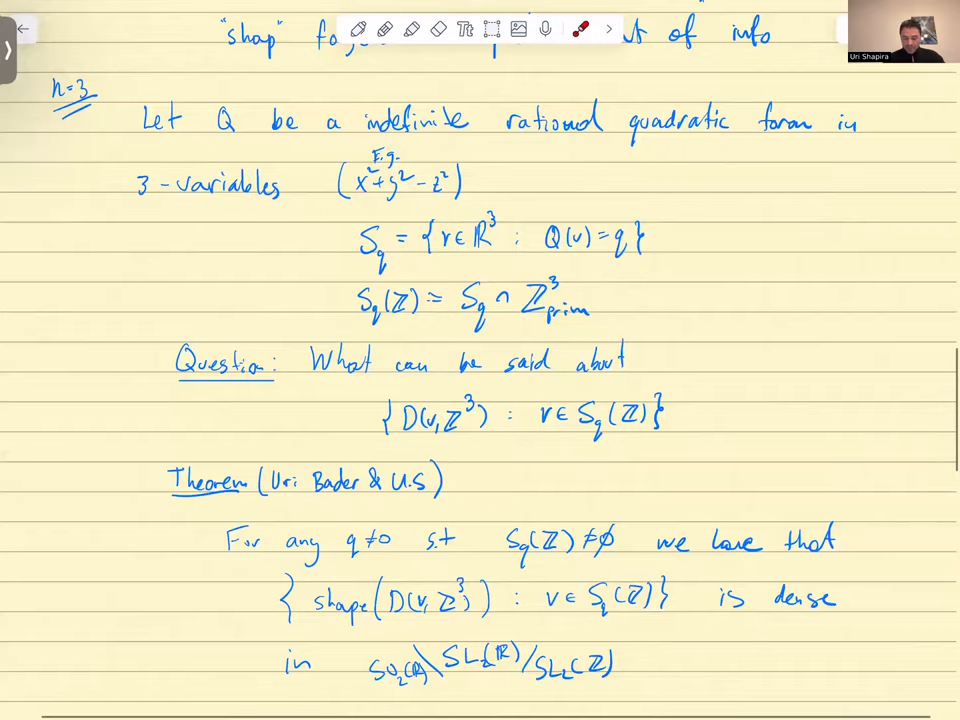 "shap" of info
Uri Shapira
n=3
Let Q be a indefinite rational quadratic form in
E.g.
3-variables (x²+y²-z²)
S_q = {v∈ℝ³ : Q(v)=q}
S_q(ℤ) = S_q ∩ ℤ³_prim
Question: What can be said about
{D(v,ℤ³) : v∈S_q(ℤ)}
Theorem (Uri Bader & U.S)
For any q≠0 s.t S_q(ℤ)≠∅ we have that
{shape(D(v,ℤ³)) : v∈S_q(ℤ)} is dense
in SO₂(ℝ)\SL₂(ℝ)/SL₂(ℤ)